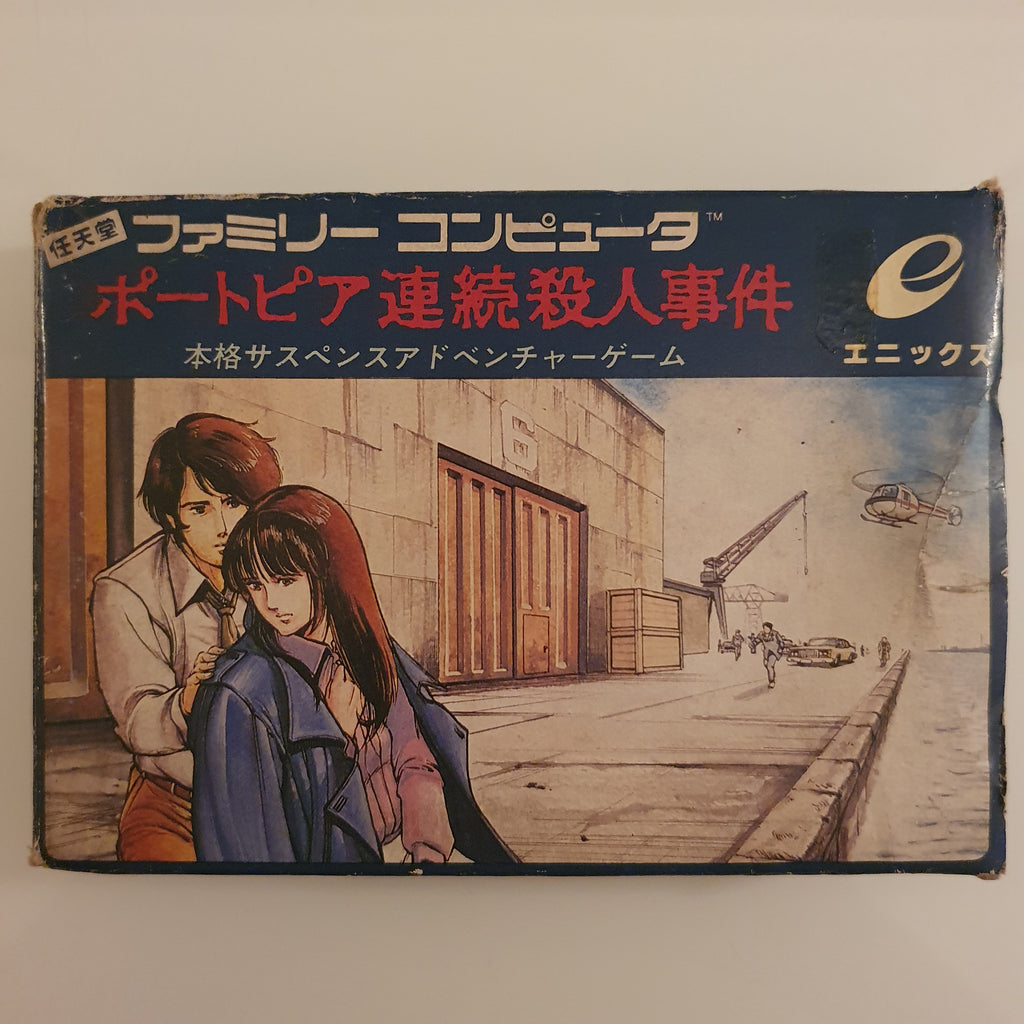 任天堂 ファミリー コンピュータ™
ポートピア連続殺人事件
本格サスペンスアドベンチャーゲーム
e
エニックス
6